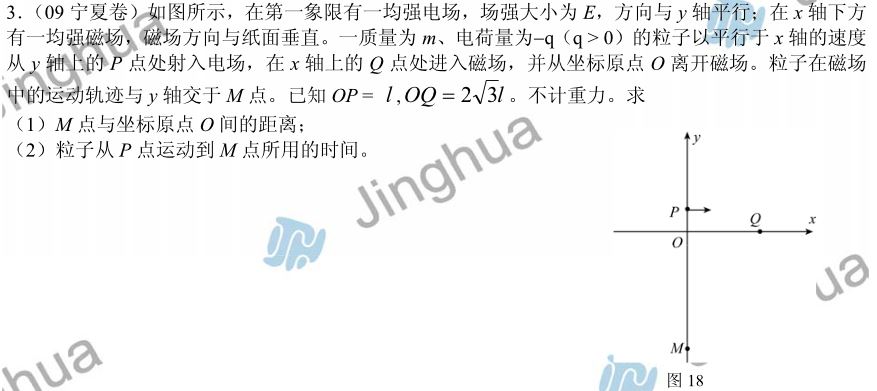 3．（09 宁夏卷）如图所示，在第一象限有一均强电场，场强大小为 E，方向与 y 轴平行；在 x 轴下方
有一均强磁场，磁场方向与纸面垂直。一质量为 m、电荷量为-q（q > 0）的粒子以平行于 x 轴的速度
从 y 轴上的 P 点处射入电场，在 x 轴上的 Q 点处进入磁场，并从坐标原点 O 离开磁场。粒子在磁场
中的运动轨迹与 y 轴交于 M 点。已知 OP = l , OQ = 2√3l 。不计重力。求
（1）M 点与坐标原点 O 间的距离；
（2）粒子从 P 点运动到 M 点所用的时间。
y
P
Q
x
O
M
图 18
jinghua
Jinghua
ua
hua